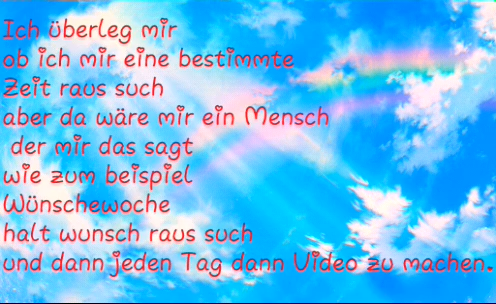 Ich überleg mir
ob ich mir eine bestimmte
Zeit raus such
aber da wäre mir ein Mensch
der mir das sagt
wie zum beispiel
Wünschewoche
halt wunsch raus such
und dann jeden Tag dann Video zu machen.